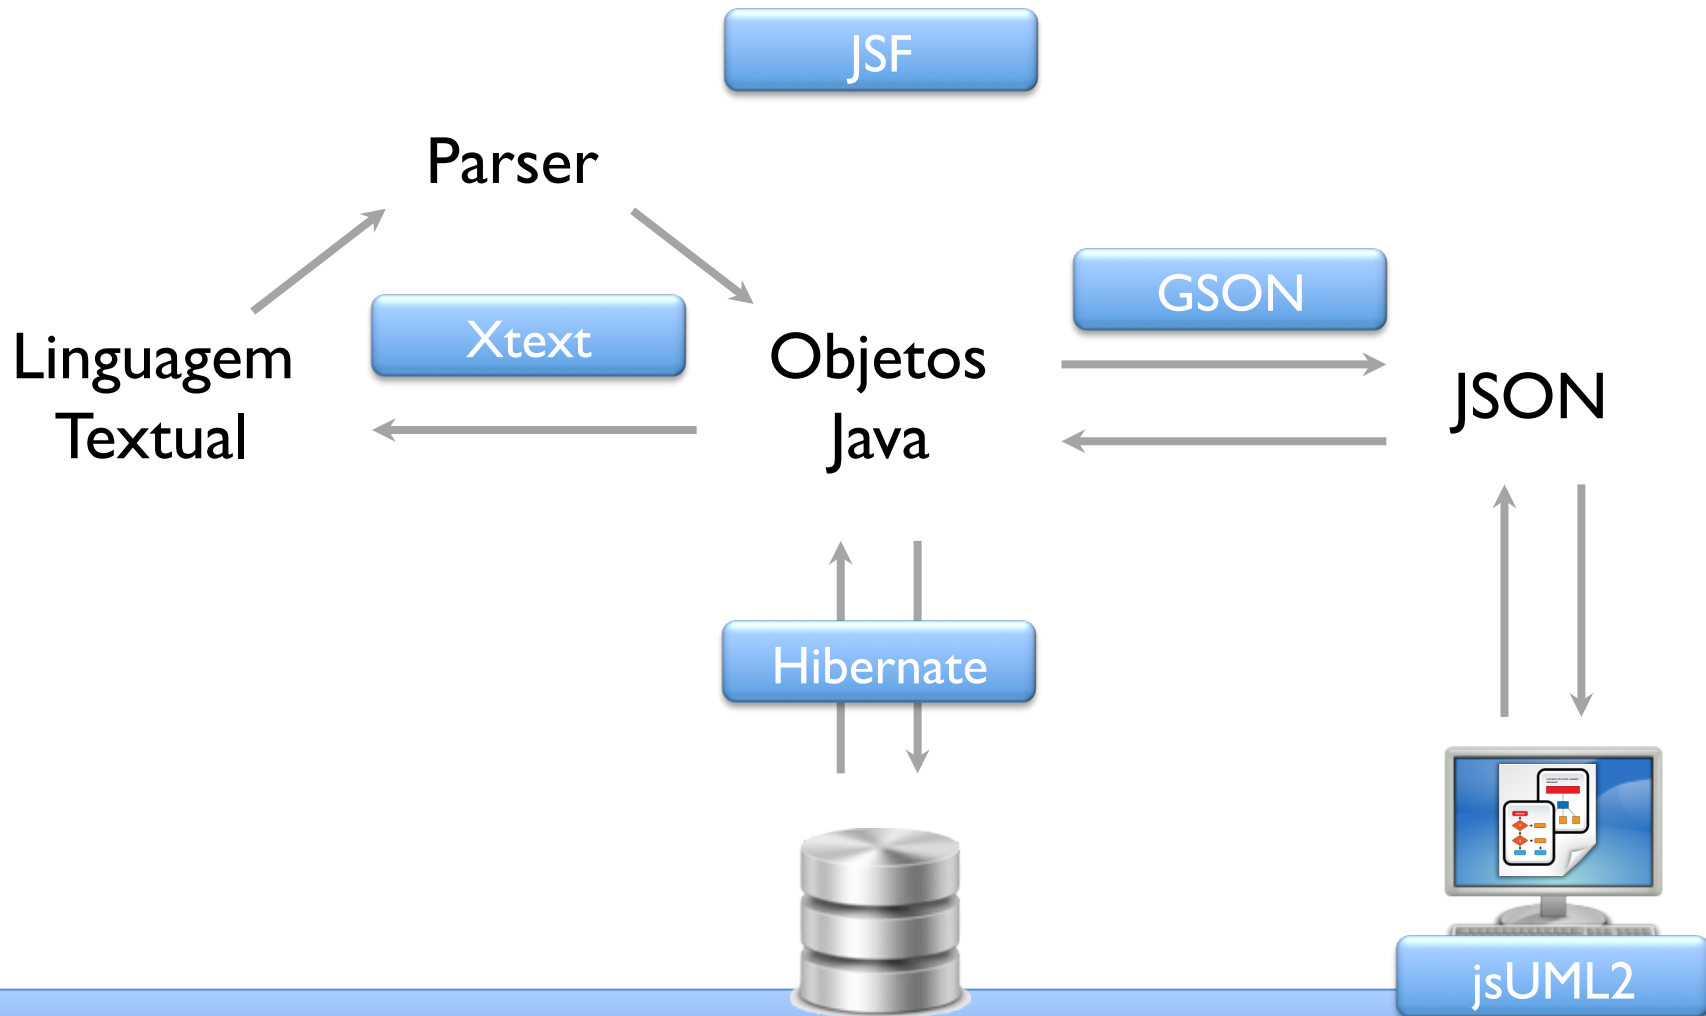 JSF
Parser
GSON
Xtext
Linguagem
Textual
Objetos
Java
JSON
Hibernate
jsUML2